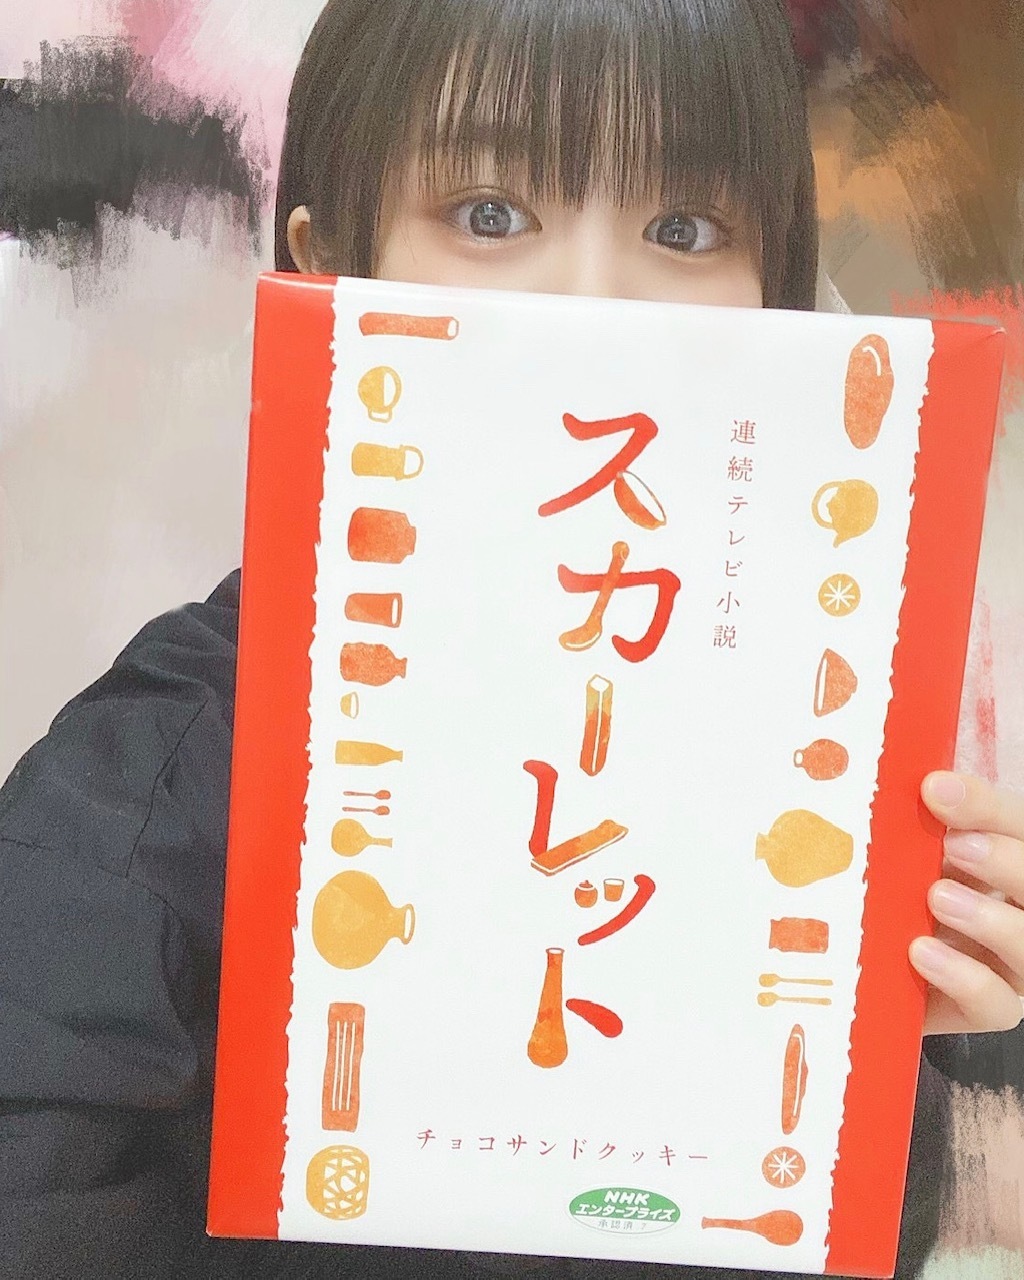 連続テレビ小説
スカーレット
チョコサンドクッキー
NHK
エンタープライズ
承認済